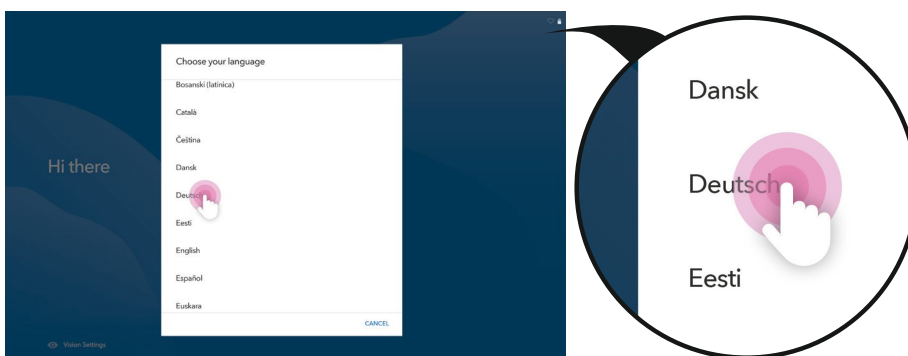 Choose your language
Bosanski (latinica)
Català
Čeština
Dansk
Hi there
Deutsch
Eesti
English
Español
Euskara
CANCEL
Vision Settings
Dansk
Deutsch
Eesti